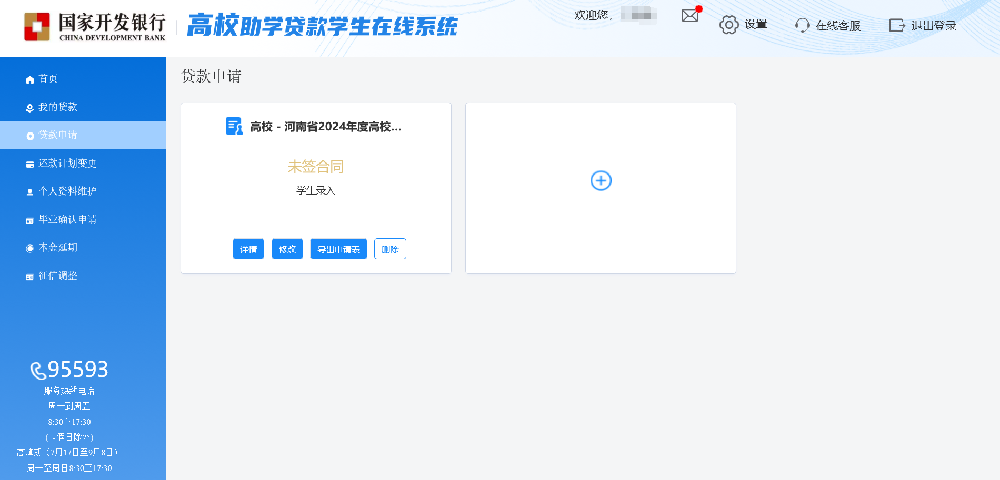 国家开发银行
CHINA DEVELOPMENT BANK
高校助学贷款学生在线系统
欢迎您,
设置
在线客服
退出登录
首页
我的贷款
贷款申请
还款计划变更
个人资料维护
毕业确认申请
本金延期
征信调整
95593
服务热线电话
周一到周五
8:30至17:30
(节假日除外)
高峰期（7月17日至9月8日）
周一至周日8:30至17:30
贷款申请
高校 - 河南省2024年度高校...
未签合同
学生录入
详情
修改
导出申请表
删除